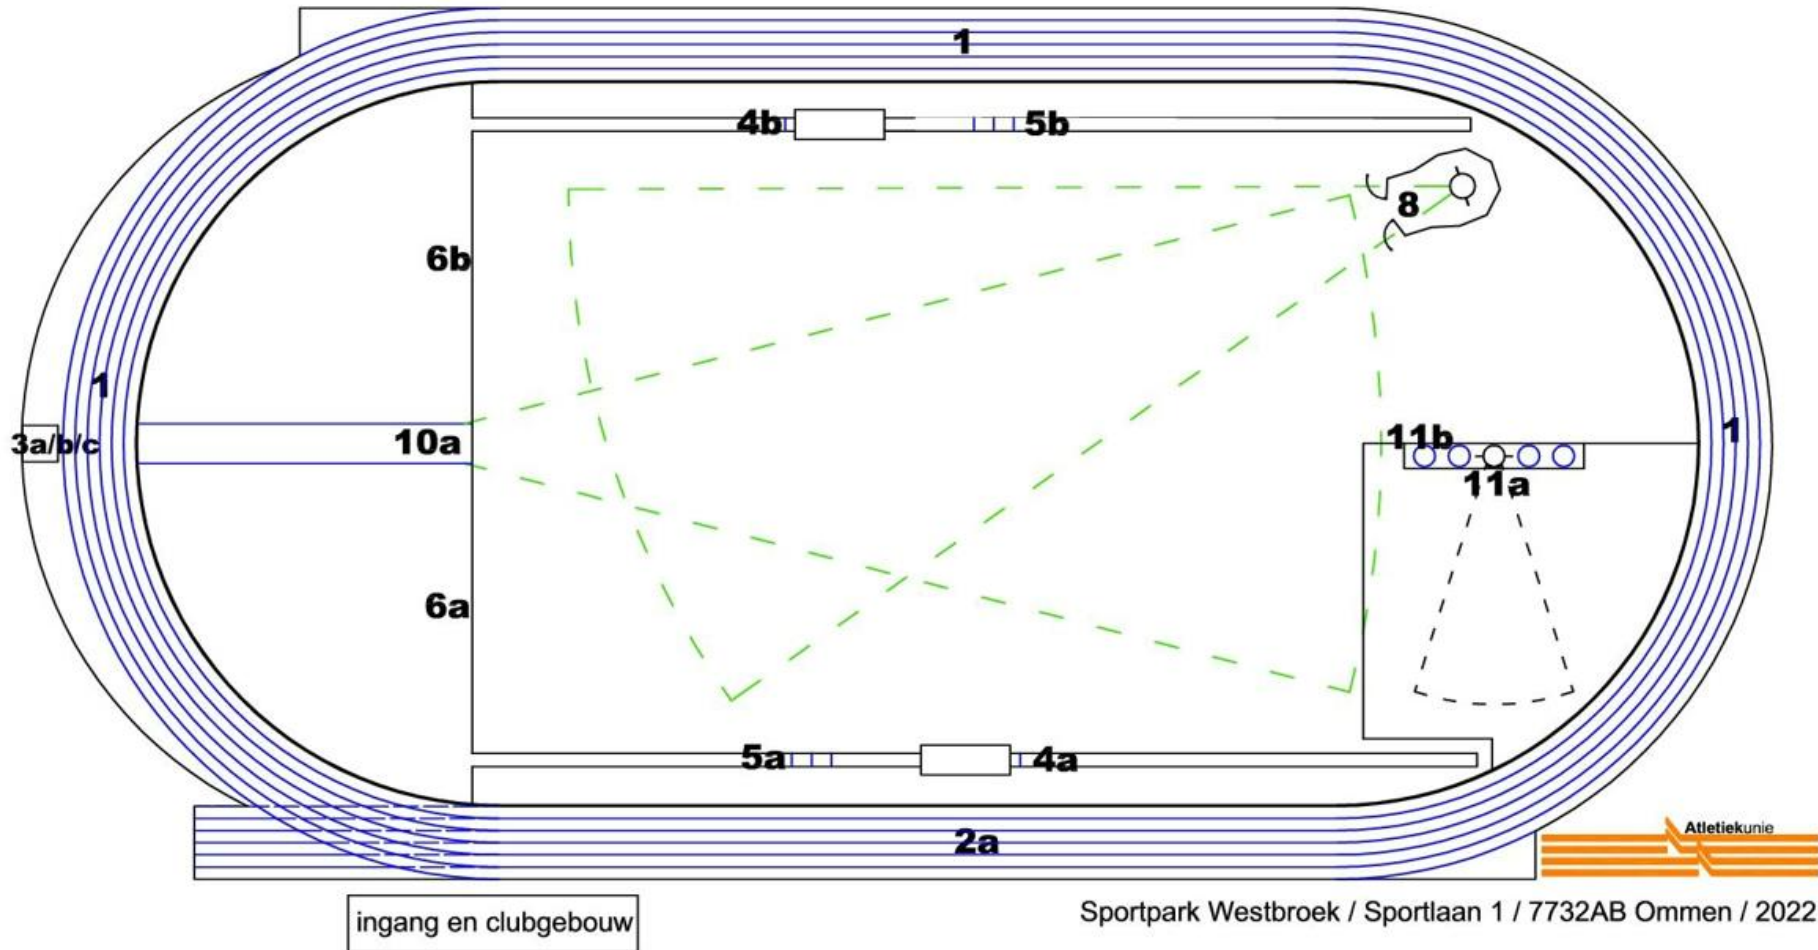 1
4b
5b
8
6b
1
3a/b/c
10a
11b
1
11a
6a
5a
4a
2a
Atletiekunie
ingang en clubgebouw
Sportpark Westbroek / Sportlaan 1 / 7732AB Ommen / 2022